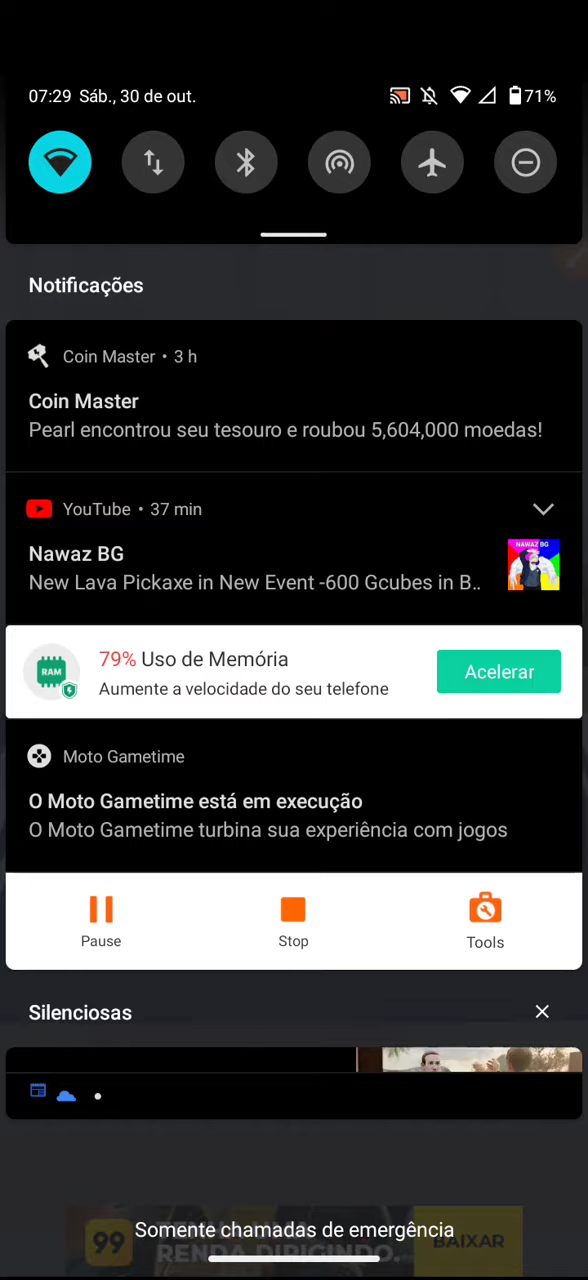 07:29 Sáb., 30 de out.
71%
Notificações
Coin Master • 3 h
Coin Master
Pearl encontrou seu tesouro e roubou 5,604,000 moedas!
YouTube • 37 min
Nawaz BG
New Lava Pickaxe in New Event -600 Gcubes in B..
NAWAZ BG
RAM
79% Uso de Memória
Aumente a velocidade do seu telefone
Acelerar
Moto Gametime
O Moto Gametime está em execução
O Moto Gametime turbina sua experiência com jogos
Pause
Stop
Tools
Silenciosas
Somente chamadas de emergência
99
RENDA DIRIGINDO.
BAIXAR